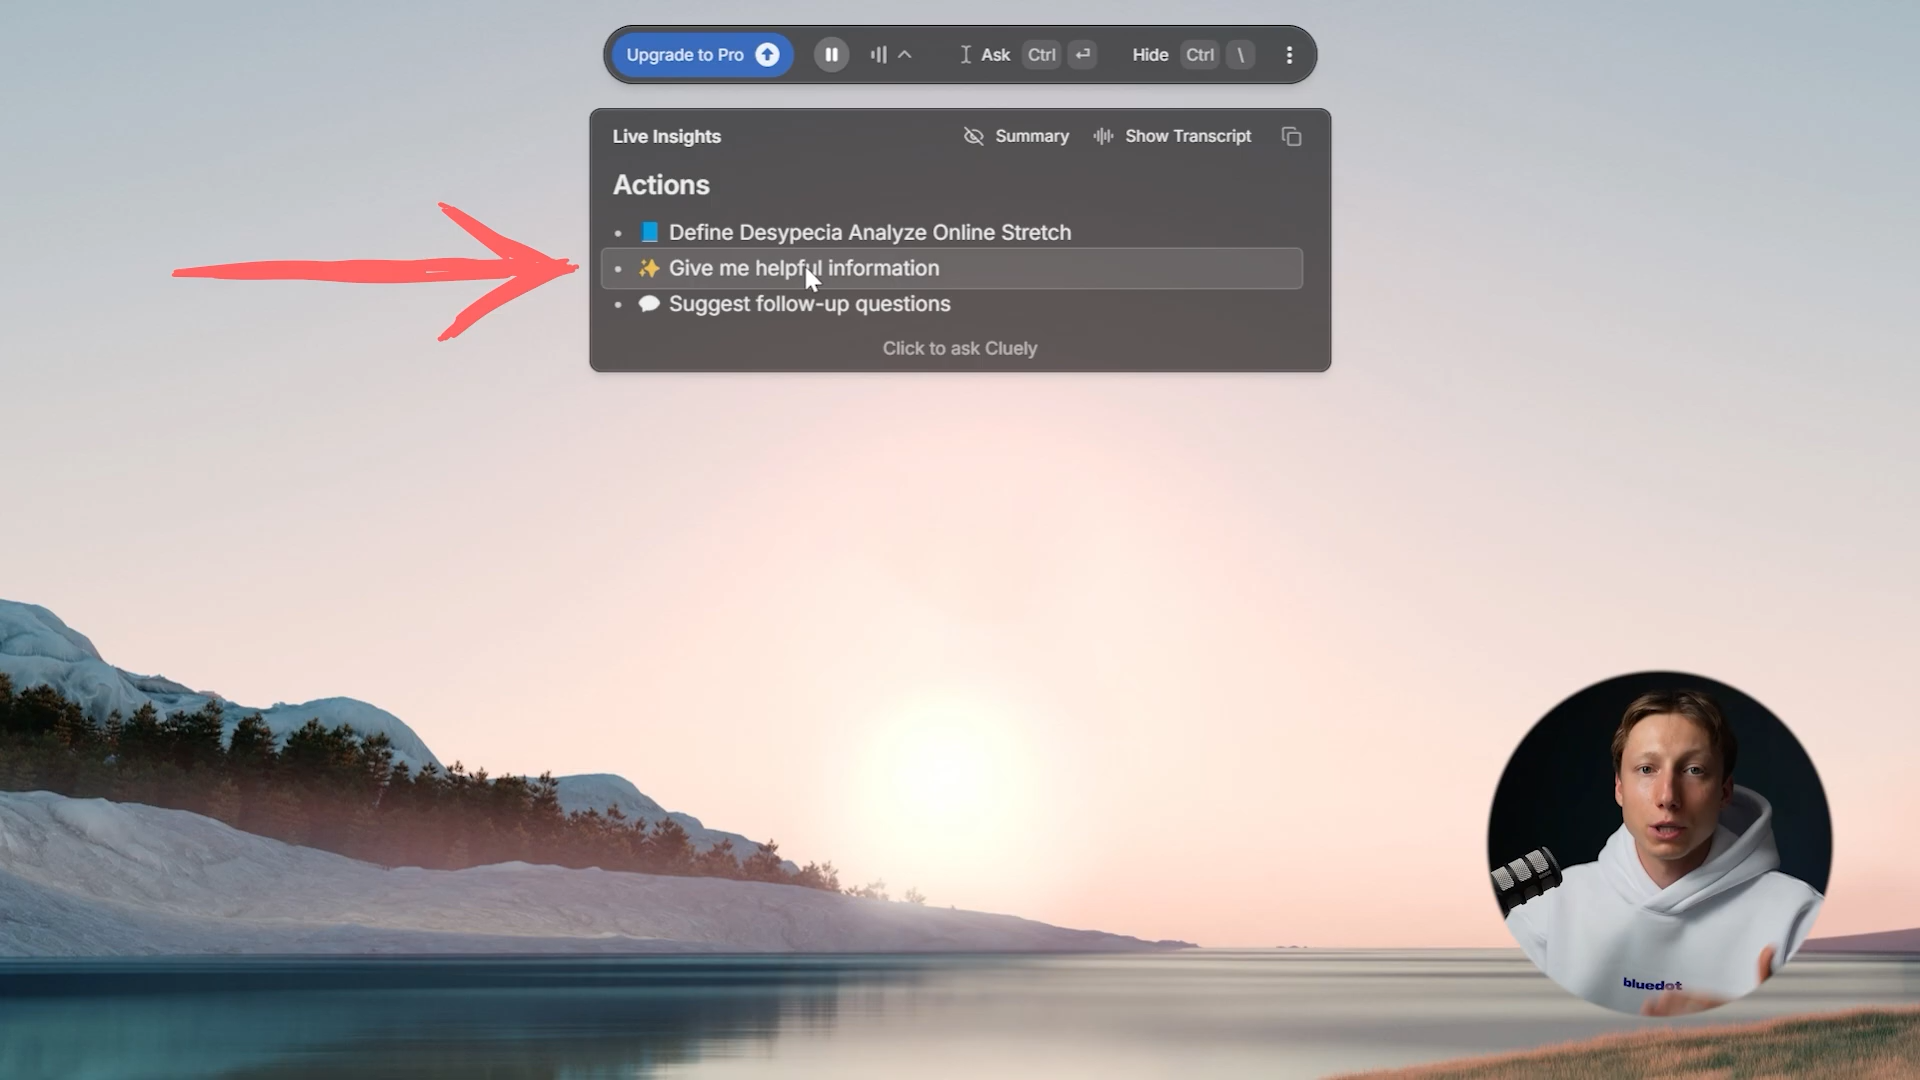 Upgrade to Pro
Ask Ctrl ↵
Hide Ctrl \
Live Insights
Summary
Show Transcript
Actions
• 📘 Define Desypecia Analyze Online Stretch
• ✨ Give me helpful information
• 💬 Suggest follow-up questions
Click to ask Cluely
bluedot